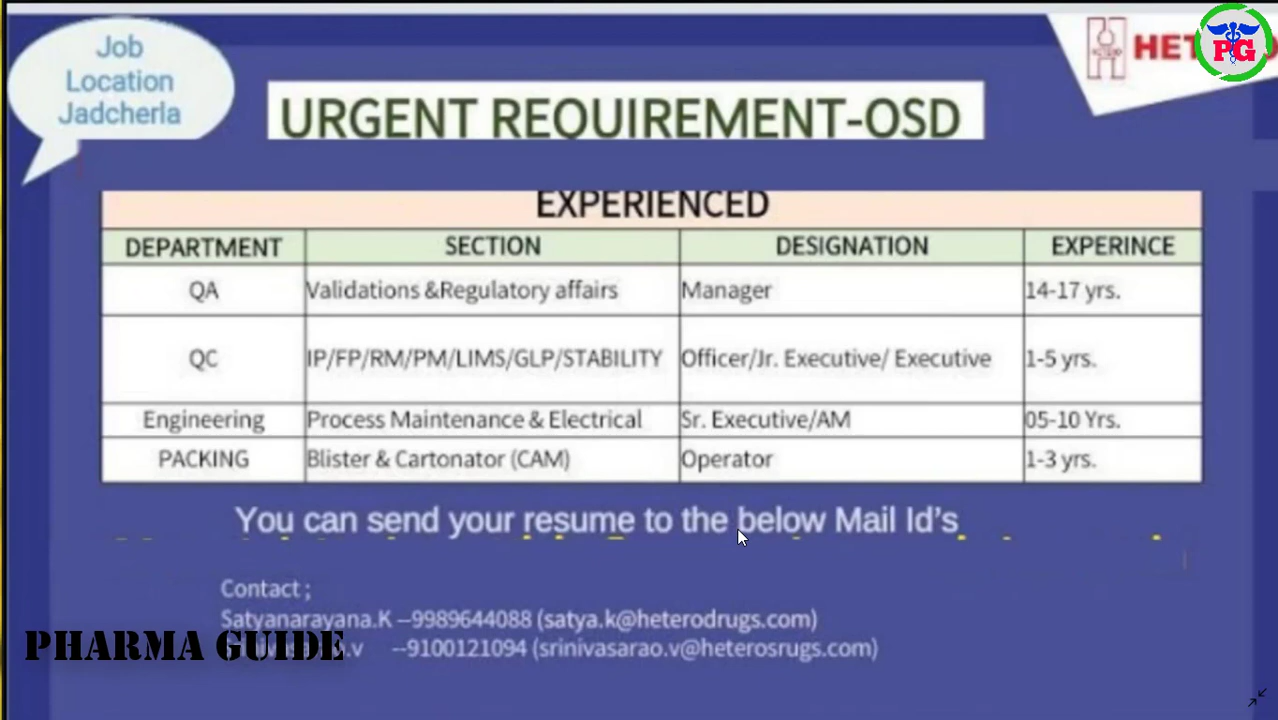 Job
Location
Jadcherla
HET
PG
URGENT REQUIREMENT-OSD
EXPERIENCED
DEPARTMENT SECTION DESIGNATION EXPERINCE
QA Validations &Regulatory affairs Manager 14-17 yrs.
QC IP/FP/RM/PM/LIMS/GLP/STABILITY Officer/Jr. Executive/ Executive 1-5 yrs.
Engineering Process Maintenance & Electrical Sr. Executive/AM 05-10 Yrs.
PACKING Blister & Cartonator (CAM) Operator 1-3 yrs.
You can send your resume to the below Mail Id's
Contact ;
Satyanarayana.K --9989644088 (satya.k@heterodrugs.com)
.v --9100121094 (srinivasarao.v@heterosrugs.com)
PHARMA GUIDE